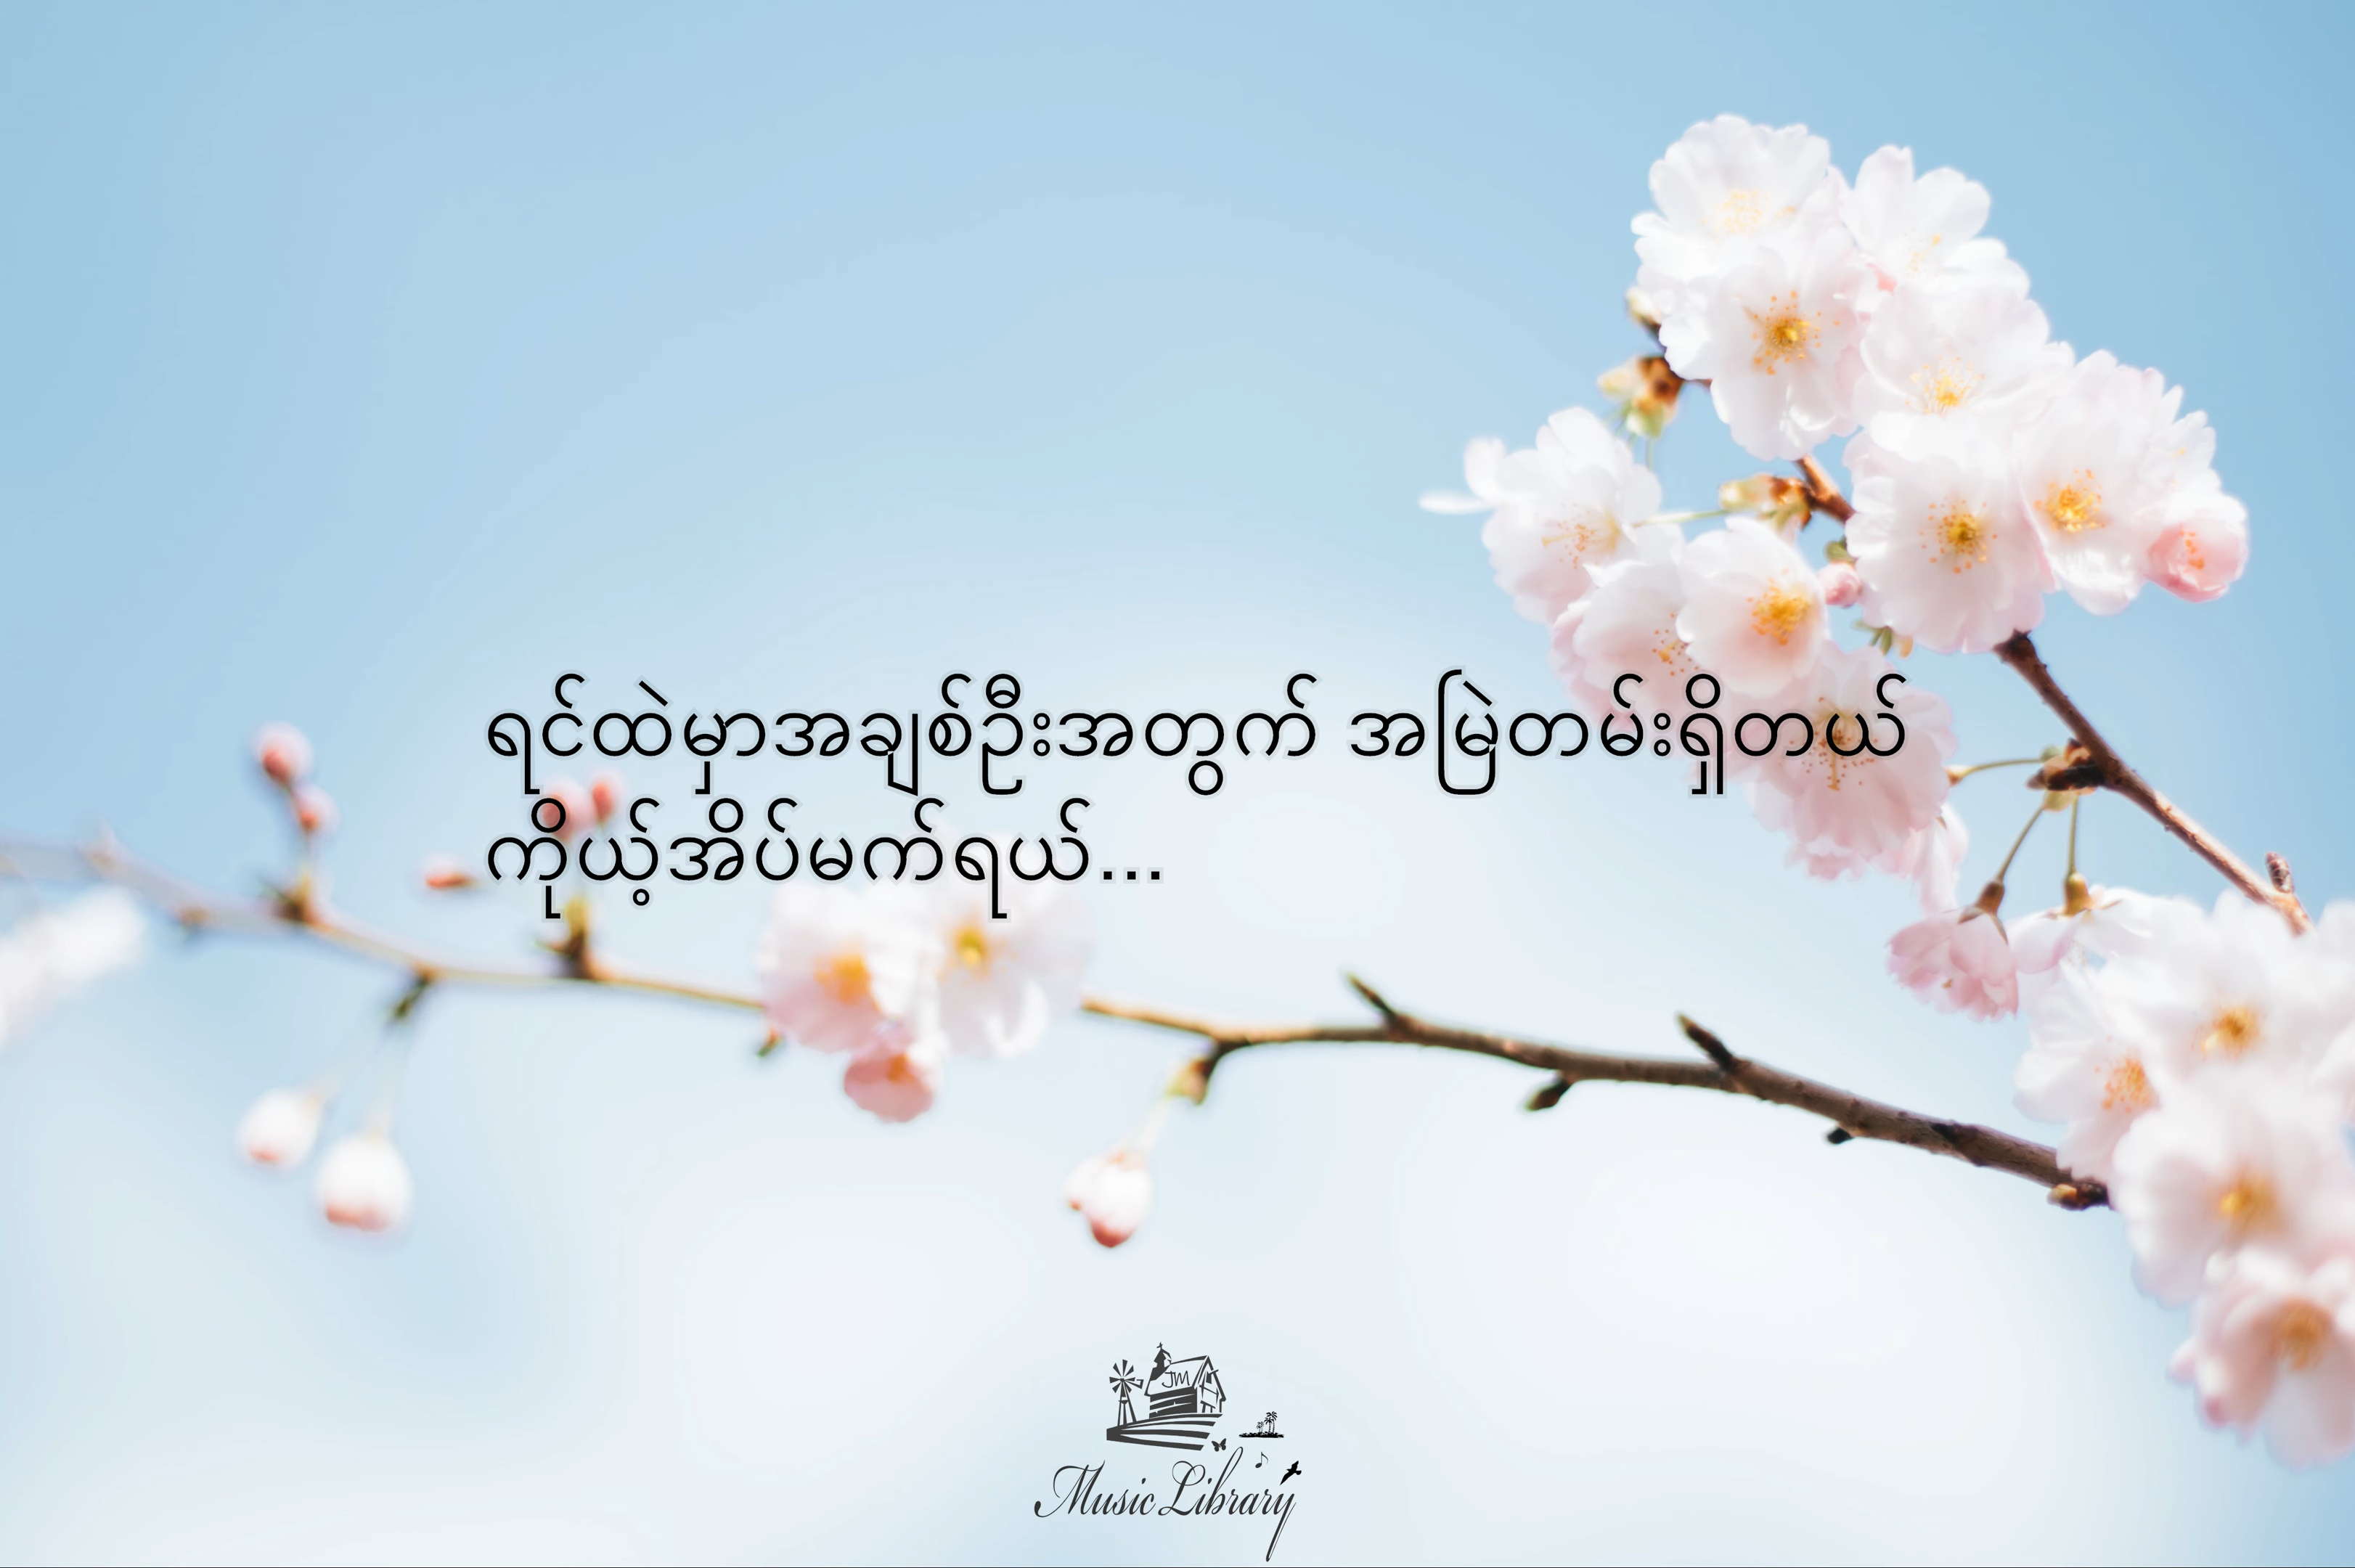 ရင်ထဲမှာအချစ်ဦးအတွက် အမြဲတမ်းရှိတယ်
ကိုယ့်အိပ်မက်ရယ်...
JM
Music Library